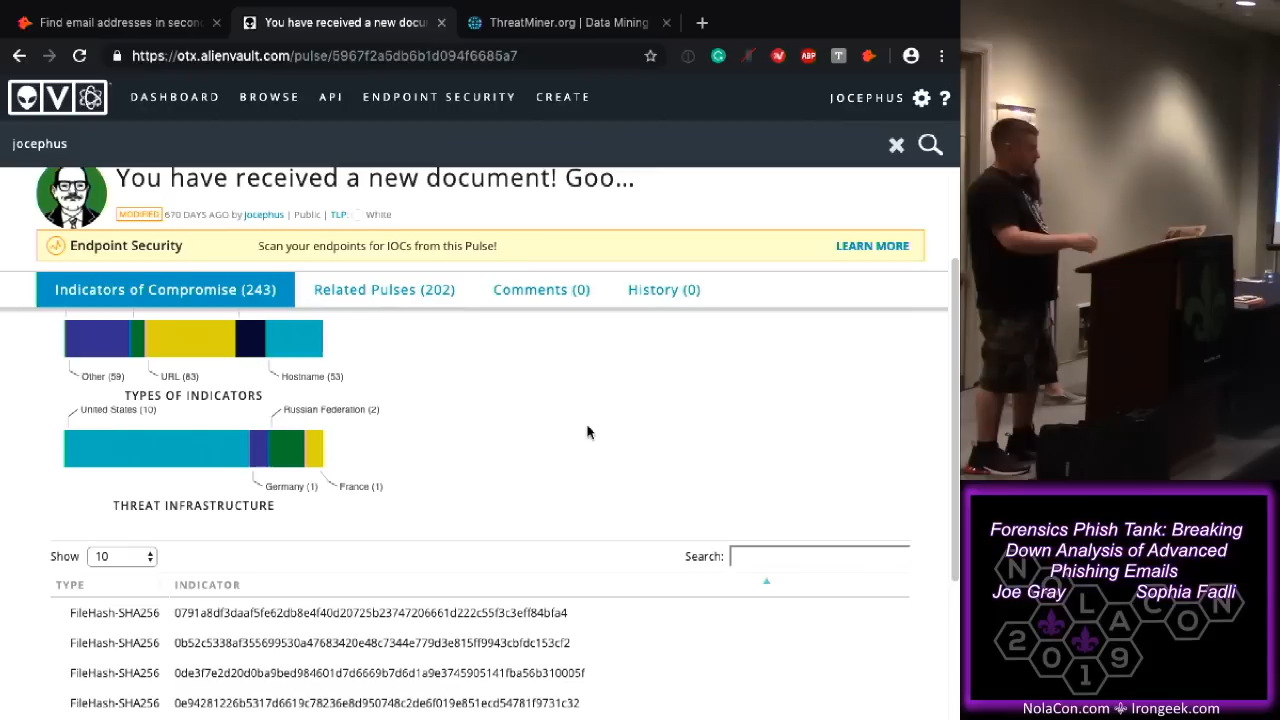 Find email addresses in secon
You have received a new docu
ThreatMiner.org | Data Mining
https://otx.alienvault.com/pulse/5967f2a5db6b1d094f6685a7
ABP
T
V
DASHBOARD
BROWSE
API
ENDPOINT SECURITY
CREATE
JOCEPHUS
?
jocephus
You have received a new document! Goo...
MODIFIED 670 DAYS AGO by Jocephus | Public | TLP: White
Endpoint Security
Scan your endpoints for IOCs from this Pulse!
LEARN MORE
Indicators of Compromise (243)
Related Pulses (202)
Comments (0)
History (0)
Other (59)
URL (83)
Hostname (53)
TYPES OF INDICATORS
United States (10)
Russian Federation (2)
Germany (1)
France (1)
THREAT INFRASTRUCTURE
Show 10
Search:
TYPE
INDICATOR
FileHash-SHA256 0791a8df3daaf5fe62db8e4f40d20725b23747206661d222c55f3c3eff84bfa4
FileHash-SHA256 0b52c5338af355699530a47683420e48c7344e779d3e815ff9943cbfdc153cf2
FileHash-SHA256 0de3f7e2d20d0ba9bed984601d7d6669b7d6d1a9e3745905141fba56b310005f
FileHash-SHA256 0e94281226b5317d6619c78236e8d950748c2de6f019e851ecd54781f9731c32
Forensics Phish Tank: Breaking
Down Analysis of Advanced
Phishing Emails
Joe Gray
Sophia Fadli
NOLACON
2019
NolaCon.com
Irongeek.com